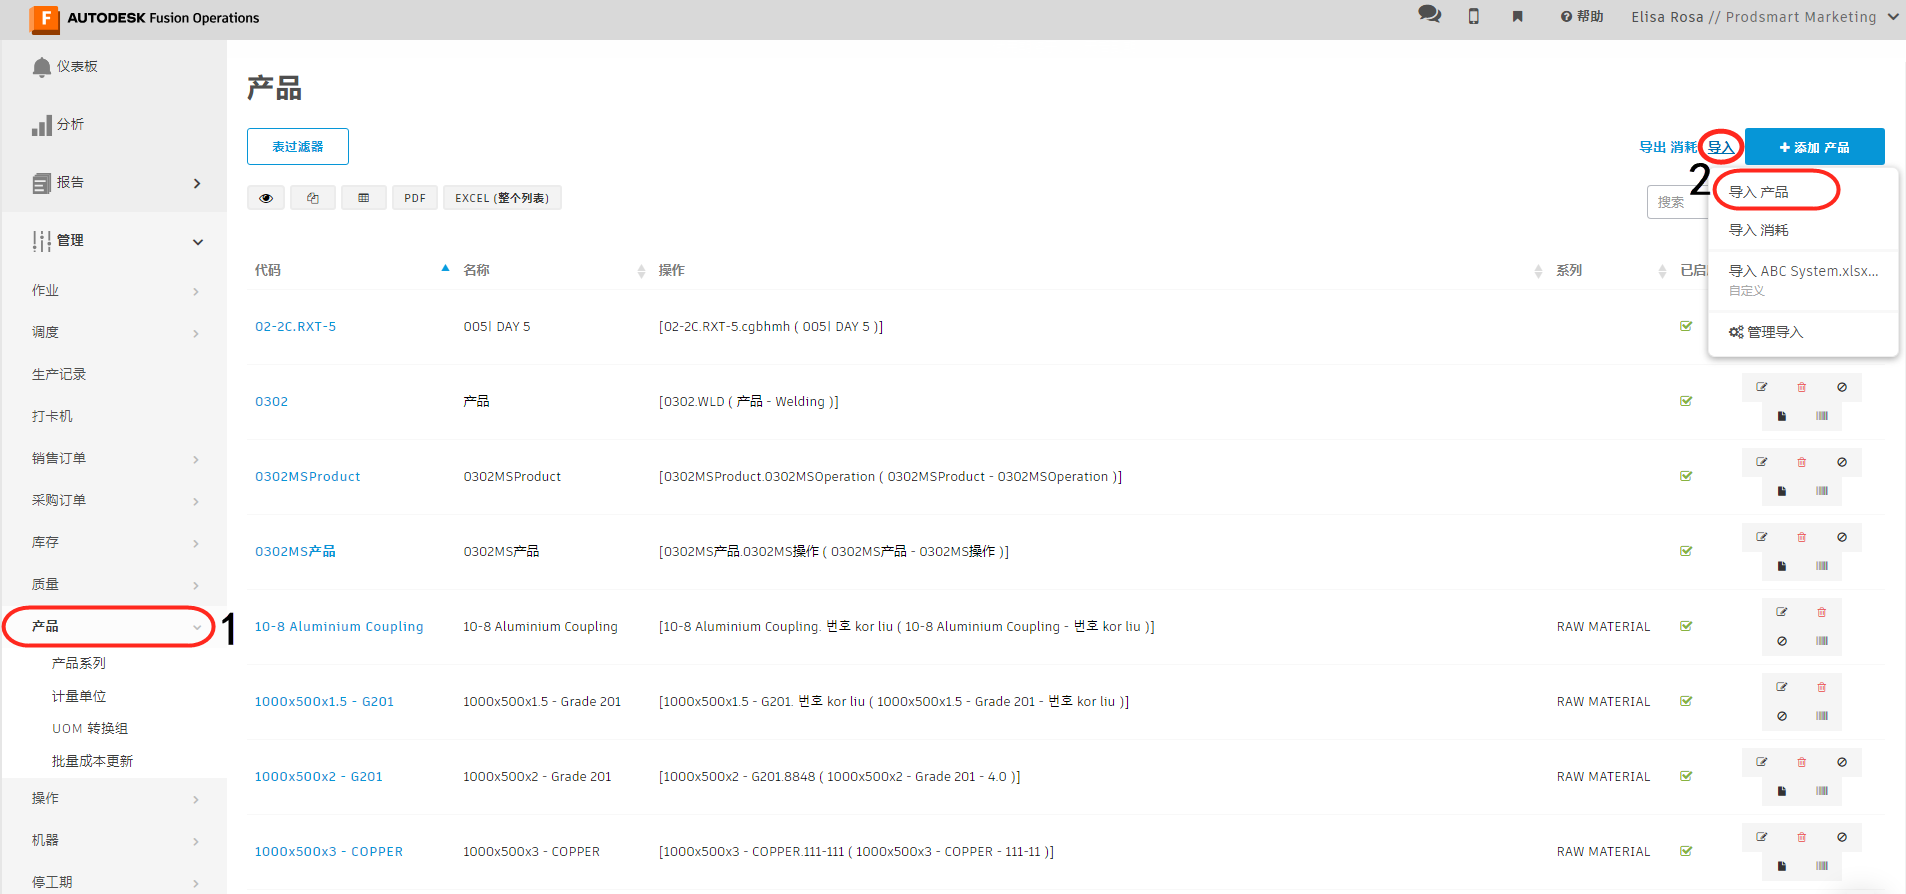 F AUTODESK Fusion Operations
帮助 Elisa Rosa // Prodsmart Marketing
仪表板
分析
报告
管理
作业
调度
生产记录
打卡机
销售订单
采购订单
库存
质量
产品 1
产品系列
计量单位
UOM 转换组
批量成本更新
操作
机器
停工期
产品
表过滤器
导出 消耗 导入 + 添加 产品
PDF EXCEL (整个列表)
搜索
2
导入 产品
导入 消耗
导入 ABC System.xlsx...
自定义
管理导入
代码 名称 操作 系列 已启
02-2C.RXT-5 005| DAY 5 [02-2C.RXT-5.cgbhmh ( 005| DAY 5 )]
0302 产品 [0302.WLD ( 产品 - Welding )]
0302MSProduct 0302MSProduct [0302MSProduct.0302MSOperation ( 0302MSProduct - 0302MSOperation )]
0302MS产品 0302MS产品 [0302MS产品.0302MS操作 ( 0302MS产品 - 0302MS操作 )]
10-8 Aluminium Coupling 10-8 Aluminium Coupling [10-8 Aluminium Coupling. 번호 kor liu ( 10-8 Aluminium Coupling - 번호 kor liu )] RAW MATERIAL
1000x500x1.5 - G201 1000x500x1.5 - Grade 201 [1000x500x1.5 - G201. 번호 kor liu ( 1000x500x1.5 - Grade 201 - 번호 kor liu )] RAW MATERIAL
1000x500x2 - G201 1000x500x2 - Grade 201 [1000x500x2 - G201.8848 ( 1000x500x2 - Grade 201 - 4.0 )] RAW MATERIAL
1000x500x3 - COPPER 1000x500x3 - COPPER [1000x500x3 - COPPER.111-111 ( 1000x500x3 - COPPER - 111-11 )] RAW MATERIAL